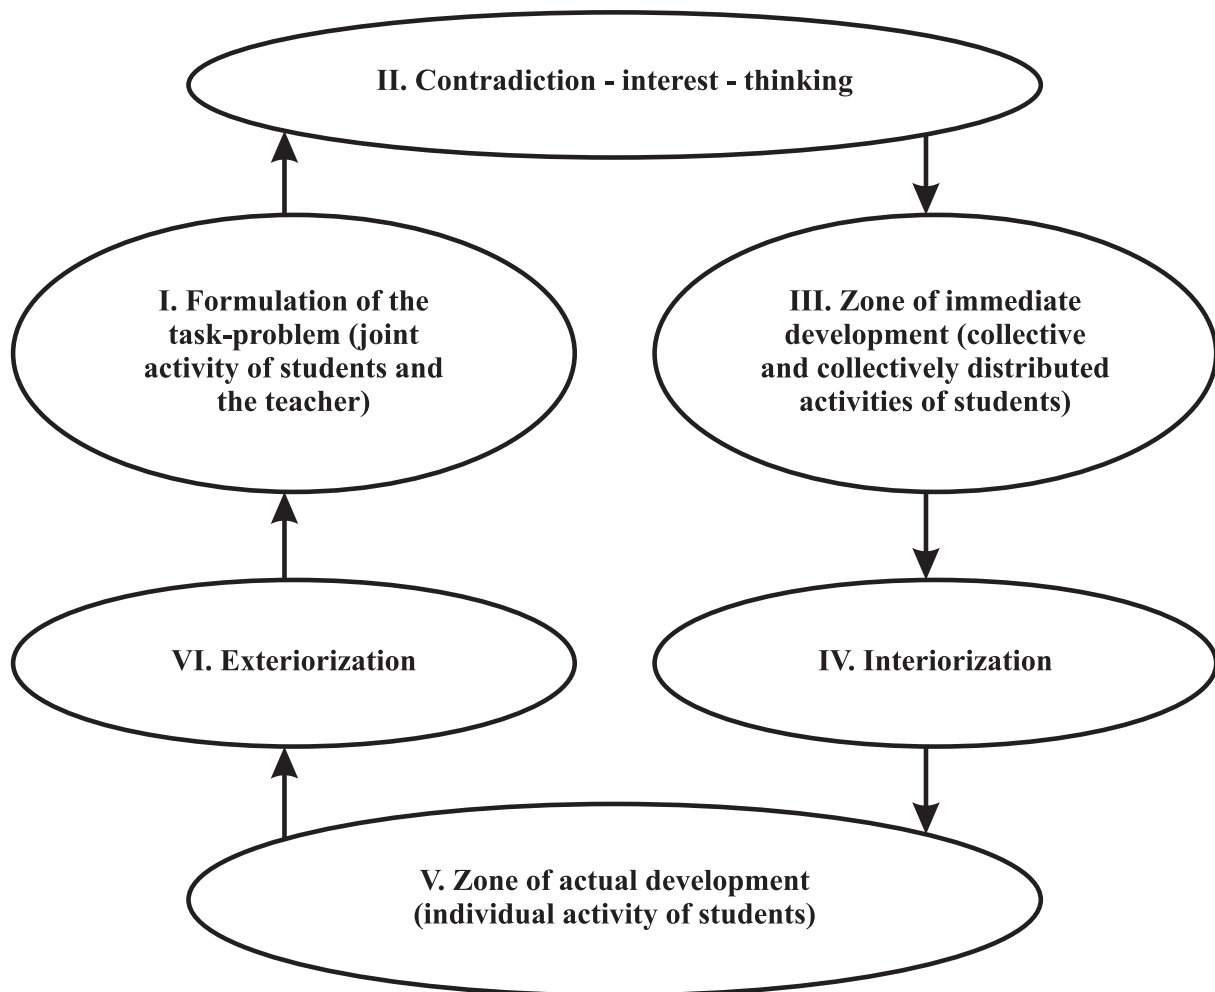 II. Contradiction - interest - thinking
I. Formulation of the
task-problem (joint
activity of students and
the teacher)
III. Zone of immediate
development (collective
and collectively distributed
activities of students)
VI. Exteriorization
IV. Interiorization
V. Zone of actual development
(individual activity of students)